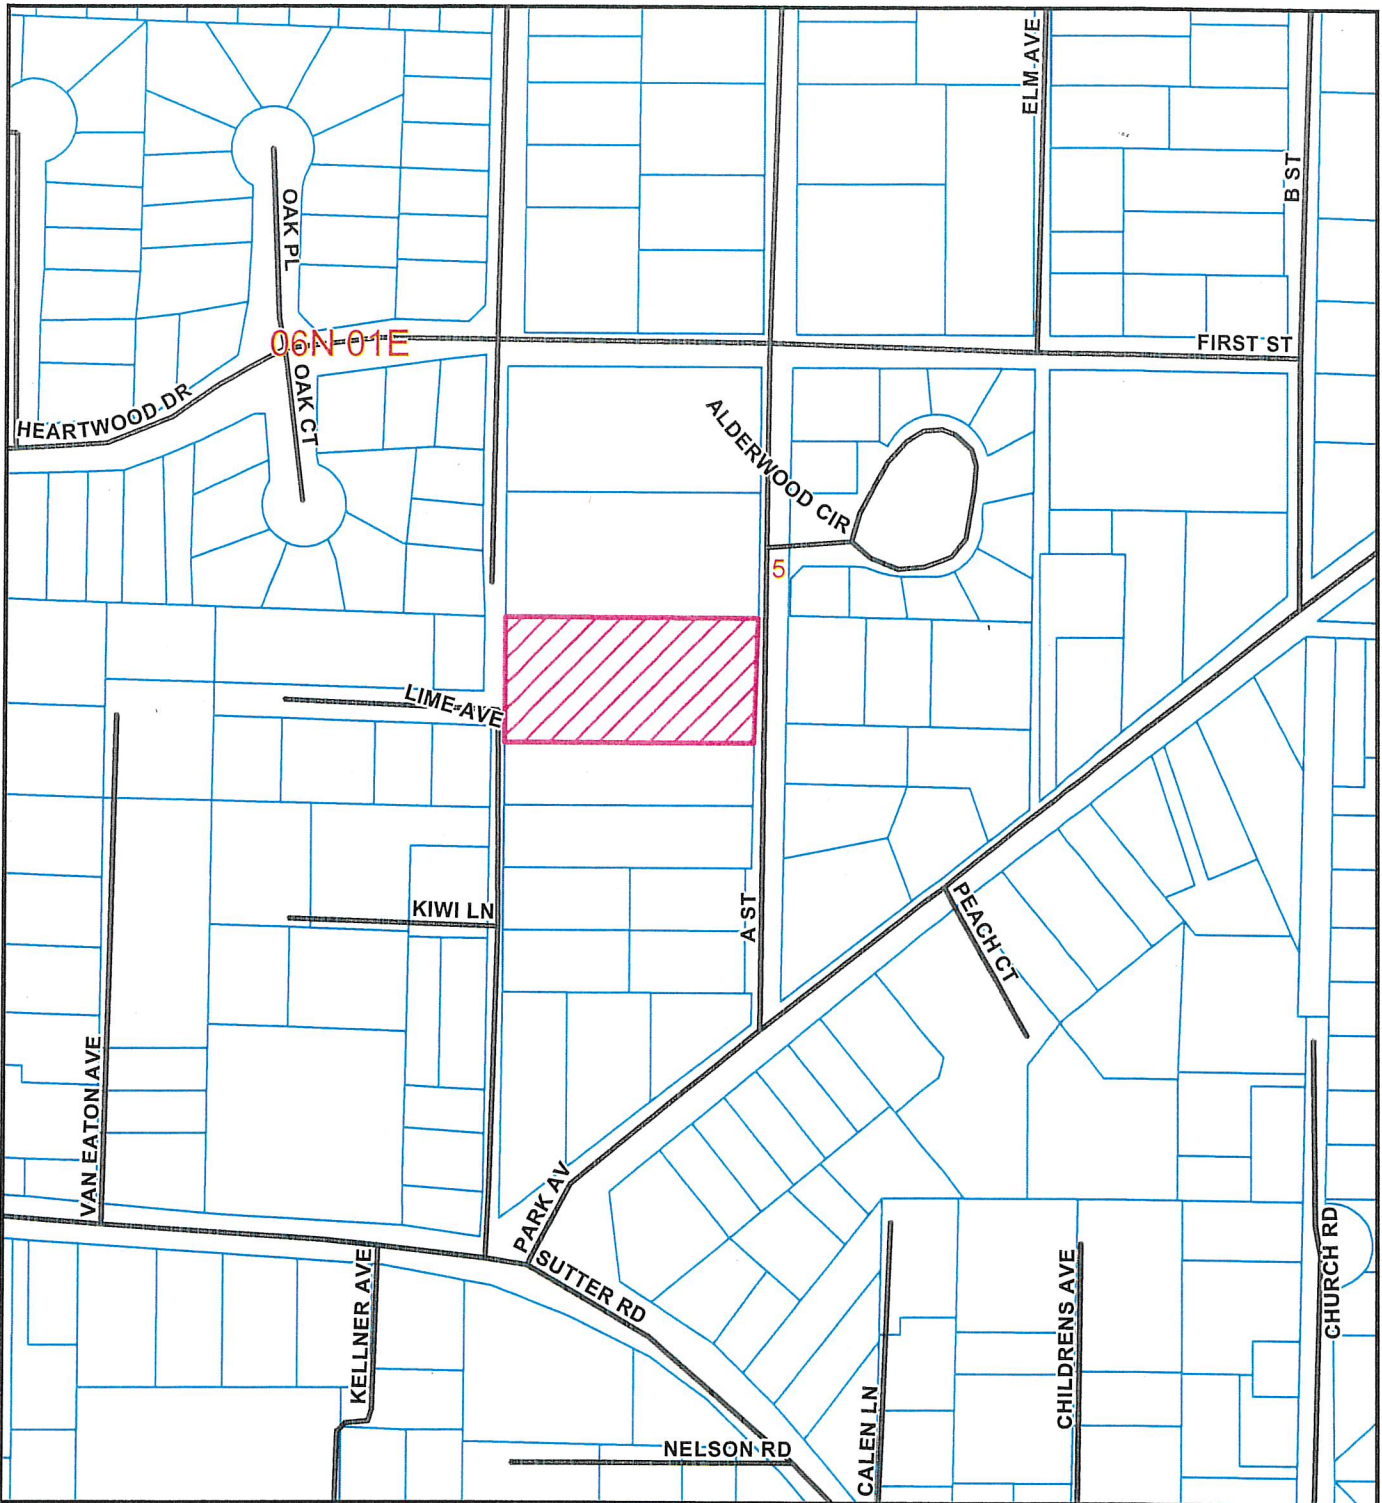 ELM AVE
B ST
OAK PL
06N 01E
FIRST ST
OAK CT
HEARTWOOD DR
ALDERWOOD CIR
5
LIME AVE
A ST
PEACH CT
KIWI LN
VAN EATON AVE
PARK AV
SUTTER RD
KELLNER AVE
CHURCH RD
CHILDRENS AVE
CALEN LN
NELSON RD